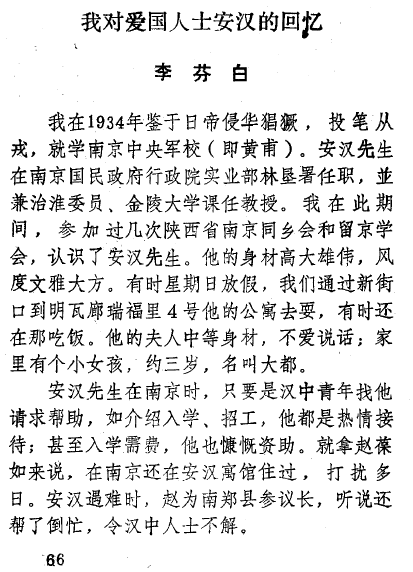 我对爱国人士安汉的回忆
李芬白
我在1934年鉴于日帝侵华猖獗，投笔从
戎，就学南京中央军校（即黄甫）。安汉先生
在南京国民政府行政院实业部林垦署任职，並
兼治淮委员、金陵大学课任教授。我在此期
间，参加过几次陕西省南京同乡会和留京学
会，认识了安汉先生。他的身材高大雄伟，风
度文雅大方。有时星期日放假，我们通过新街
口到明瓦廊瑞福里4号他的公寓去耍，有时还
在那吃饭。他的夫人中等身材，不爱说话；家
里有个小女孩，约三岁，名叫大都。
安汉先生在南京时，只要是汉中青年找他
请求帮助，如介绍入学、招工，他都是热情接
待；甚至入学需费，他也慷慨资助。就拿赵葆
如来说，在南京还在安汉寓馆住过，打扰多
日。安汉遇难时，赵为南郑县参议长，听说还
帮了倒忙，令汉中人士不解。
66